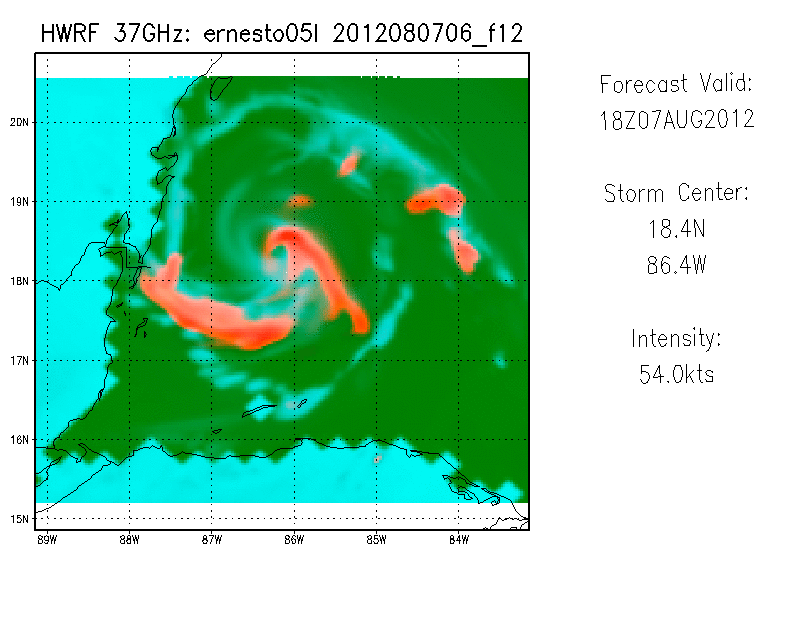 HWRF 37GHz: ernesto05l 2012080706_f12
Forecast Valid:
18Z07AUG2012
Storm Center:
18.4N
86.4W
Intensity:
54.0kts
20N
19N
18N
17N
16N
15N
89W 88W 87W 86W 85W 84W